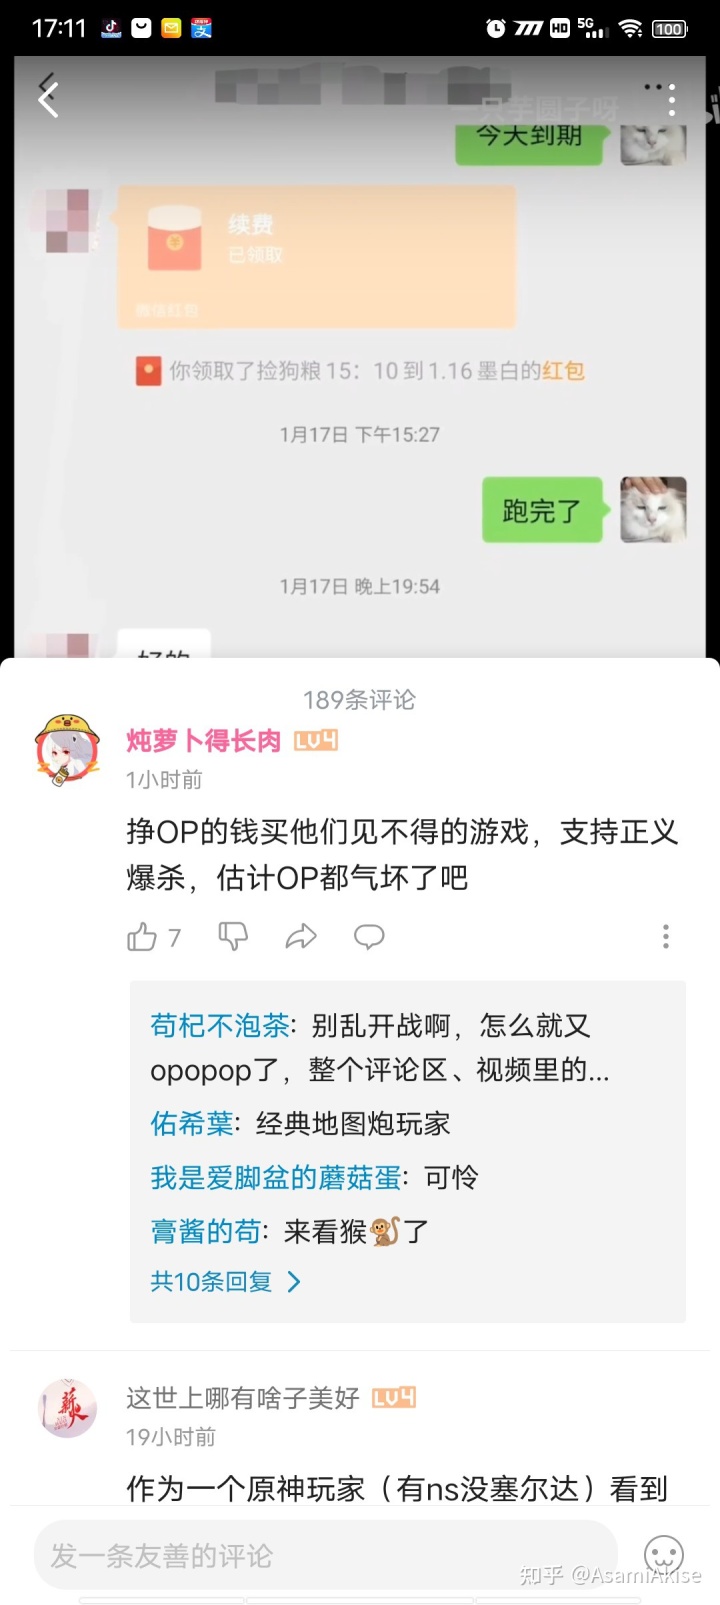 17:11
HD 5G 100
一只芋圆子呀
今天到期
续费
已领取
微信红包
你领取了捡狗粮15：10到1.16墨白的红包
1月17日 下午15:27
跑完了
1月17日 晚上19:54
好的
189条评论
炖萝卜得长肉 LV4
1小时前
挣OP的钱买他们见不得的游戏，支持正义
爆杀，估计OP都气坏了吧
7
苟杞不泡茶：别乱开战啊，怎么就又
opopop了，整个评论区、视频里的...
佑希葉：经典地图炮玩家
我是爱脚盆的蘑菇蛋：可怜
膏酱的苟：来看猴🐒了
共10条回复 >
薪火
这世上哪有啥子美好 LV4
19小时前
作为一个原神玩家（有ns没塞尔达）看到
发一条友善的评论
知乎 @AsamiAkise